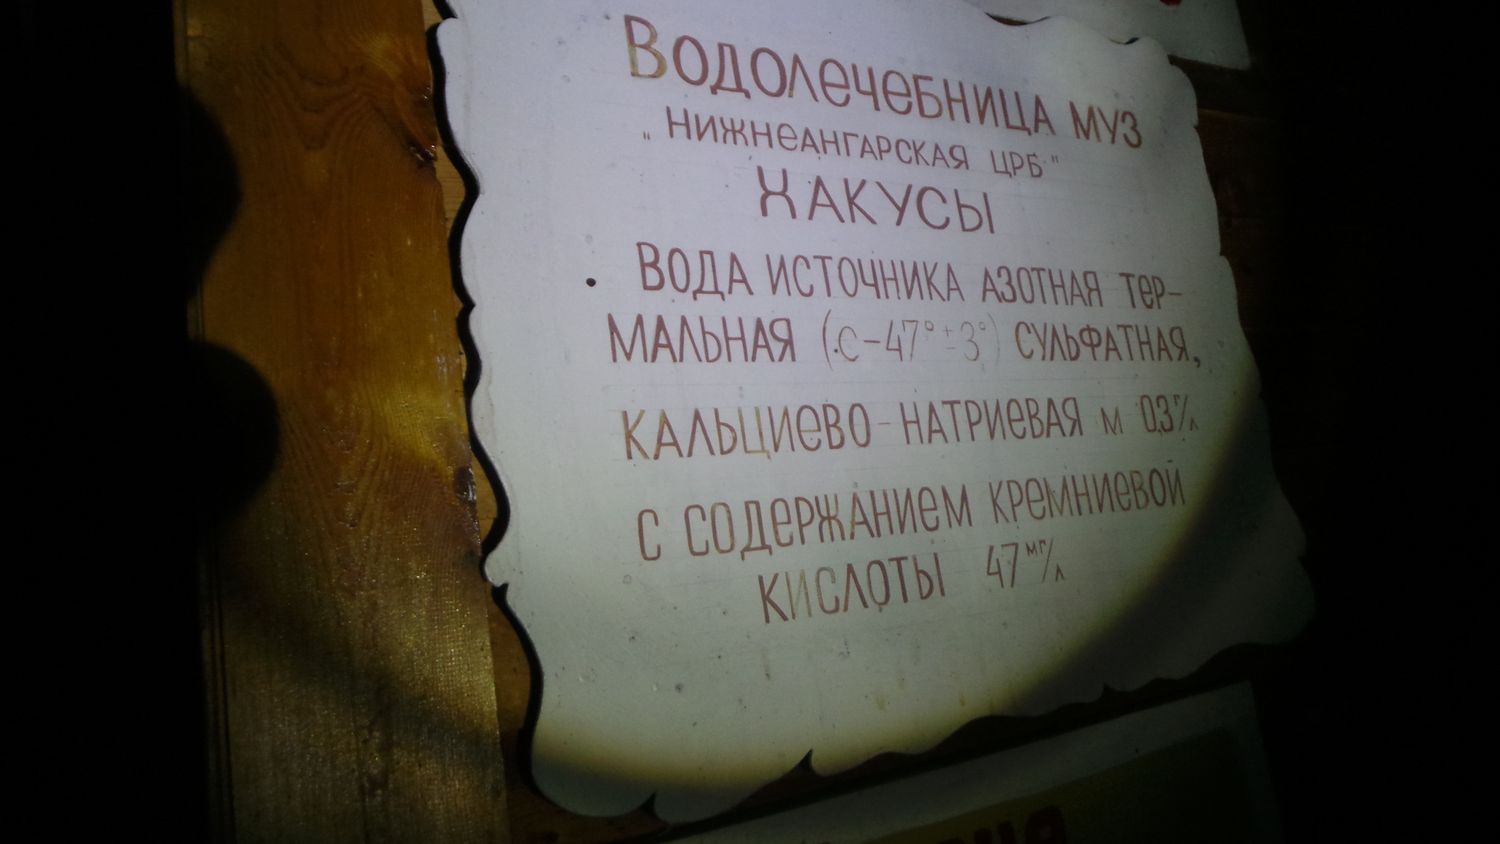 Водолечебница МУЗ
„Нижнеангарская ЦРБ"
ХАКУСЫ
Вода источника азотная тер-
мальная (С-47°±3°) сульфатная,
кальциево-натриевая м 0,3г/л
с содержанием кремниевой
кислоты 47 мг/л